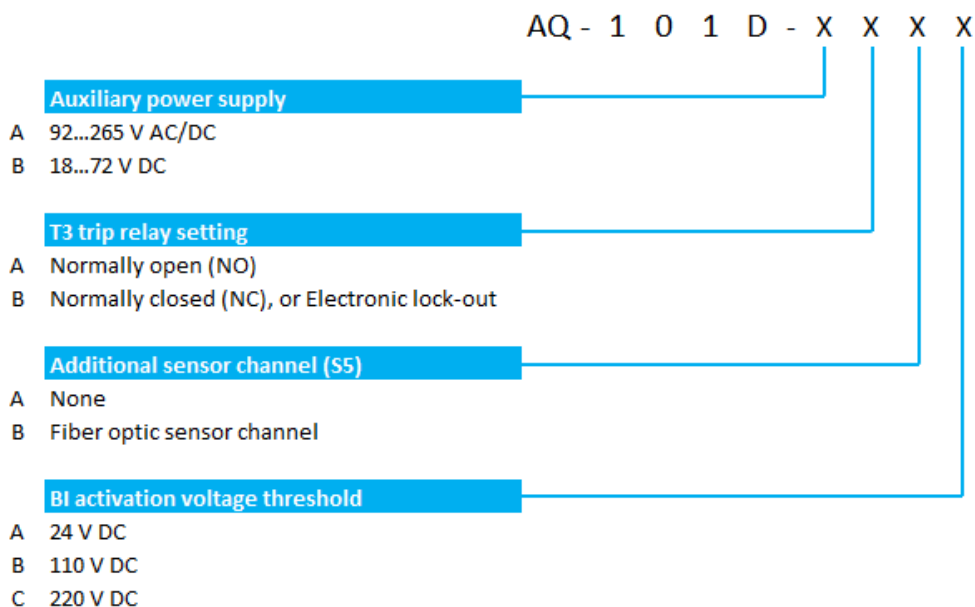 AQ - 1 0 1 D - X X X X
Auxiliary power supply
A 92...265 V AC/DC
B 18...72 V DC
T3 trip relay setting
A Normally open (NO)
B Normally closed (NC), or Electronic lock-out
Additional sensor channel (S5)
A None
B Fiber optic sensor channel
BI activation voltage threshold
A 24 V DC
B 110 V DC
C 220 V DC